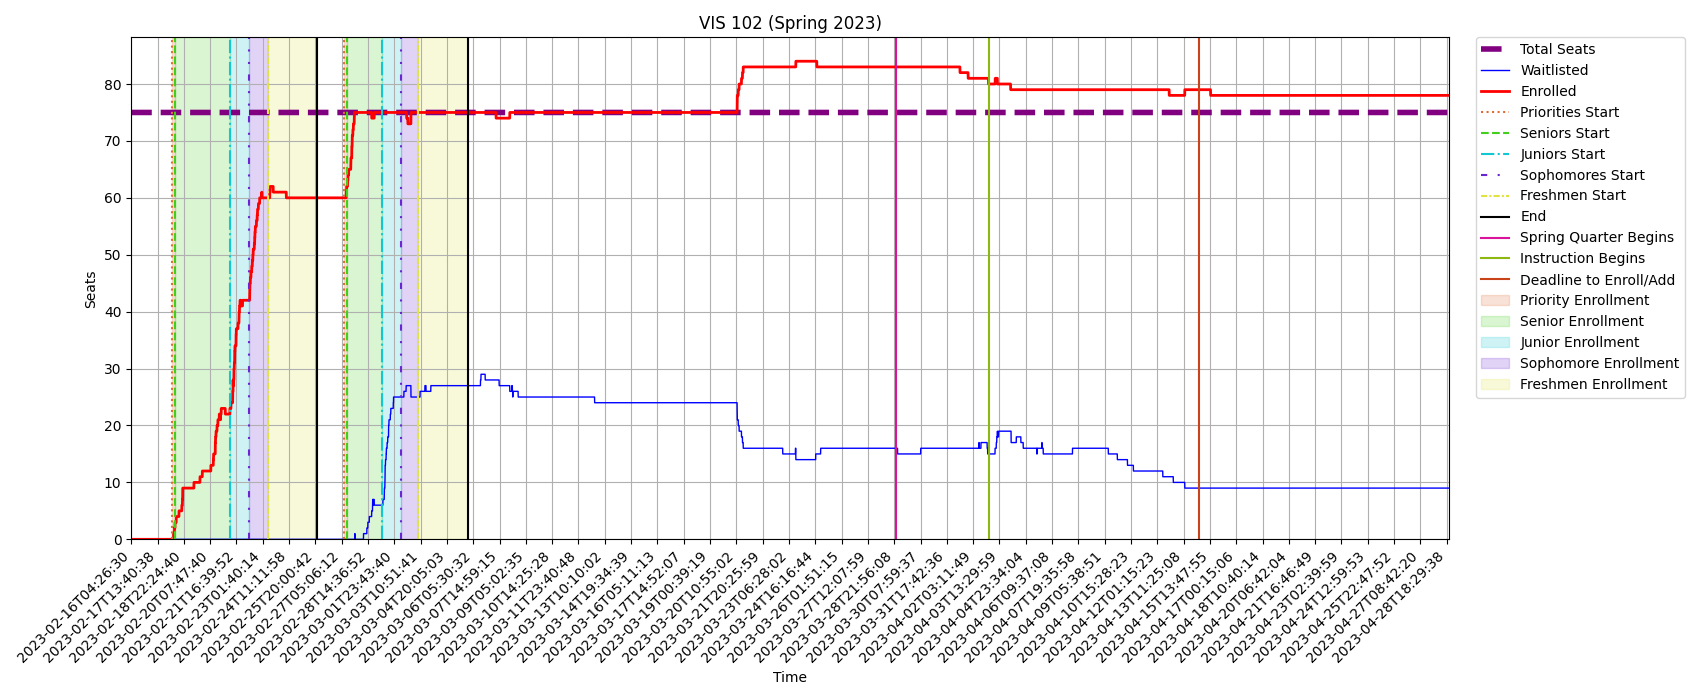 VIS 102 (Spring 2023)
Seats
80
70
60
50
40
30
20
10
0
2023-02-16T04:26:30
2023-02-17T13:40:38
2023-02-18T22:24:40
2023-02-20T07:47:40
2023-02-21T16:39:52
2023-02-23T01:40:14
2023-02-24T11:11:58
2023-02-25T20:00:42
2023-02-27T05:06:12
2023-02-28T14:36:52
2023-03-01T23:43:40
2023-03-03T10:51:41
2023-03-04T20:05:03
2023-03-06T05:30:32
2023-03-07T14:59:15
2023-03-09T05:02:35
2023-03-10T14:25:28
2023-03-11T23:40:48
2023-03-13T10:10:02
2023-03-14T19:34:39
2023-03-16T05:11:13
2023-03-17T14:52:07
2023-03-19T00:39:19
2023-03-20T10:55:02
2023-03-21T20:25:59
2023-03-23T06:28:02
2023-03-24T16:16:44
2023-03-26T01:51:15
2023-03-27T12:07:59
2023-03-28T21:56:08
2023-03-30T07:59:37
2023-03-31T17:42:36
2023-04-02T03:11:49
2023-04-03T13:29:59
2023-04-04T23:34:04
2023-04-06T09:37:08
2023-04-07T19:35:58
2023-04-09T05:38:51
2023-04-10T15:28:23
2023-04-12T01:15:23
2023-04-13T11:25:08
2023-04-15T13:47:55
2023-04-17T00:15:06
2023-04-18T10:40:14
2023-04-20T06:42:04
2023-04-21T16:46:49
2023-04-23T02:39:59
2023-04-24T12:59:53
2023-04-25T22:47:52
2023-04-27T08:42:20
2023-04-28T18:29:38
Time
Total Seats
Waitlisted
Enrolled
Priorities Start
Seniors Start
Juniors Start
Sophomores Start
Freshmen Start
End
Spring Quarter Begins
Instruction Begins
Deadline to Enroll/Add
Priority Enrollment
Senior Enrollment
Junior Enrollment
Sophomore Enrollment
Freshmen Enrollment